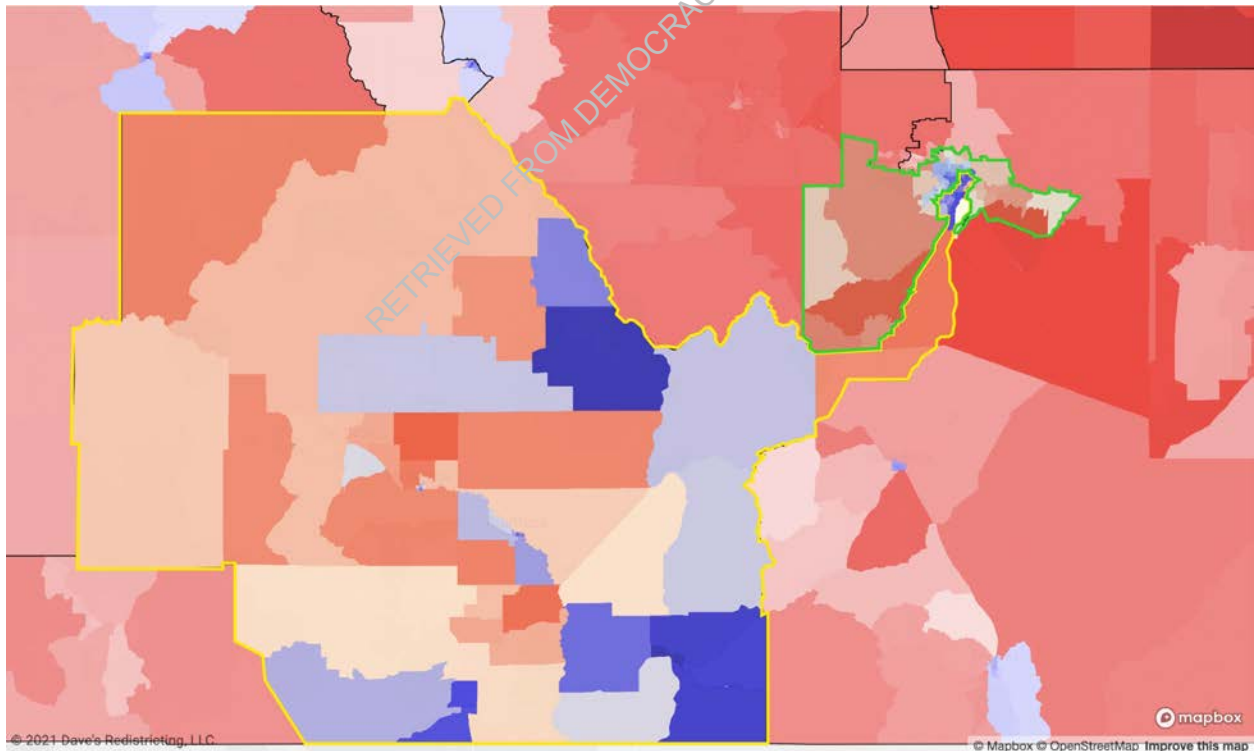 RETRIEVED FROM DEMOCRAC
mapbox
© 2021 Dave's Redistricting, LLC
© Mapbox © OpenStreetMap Improve this map